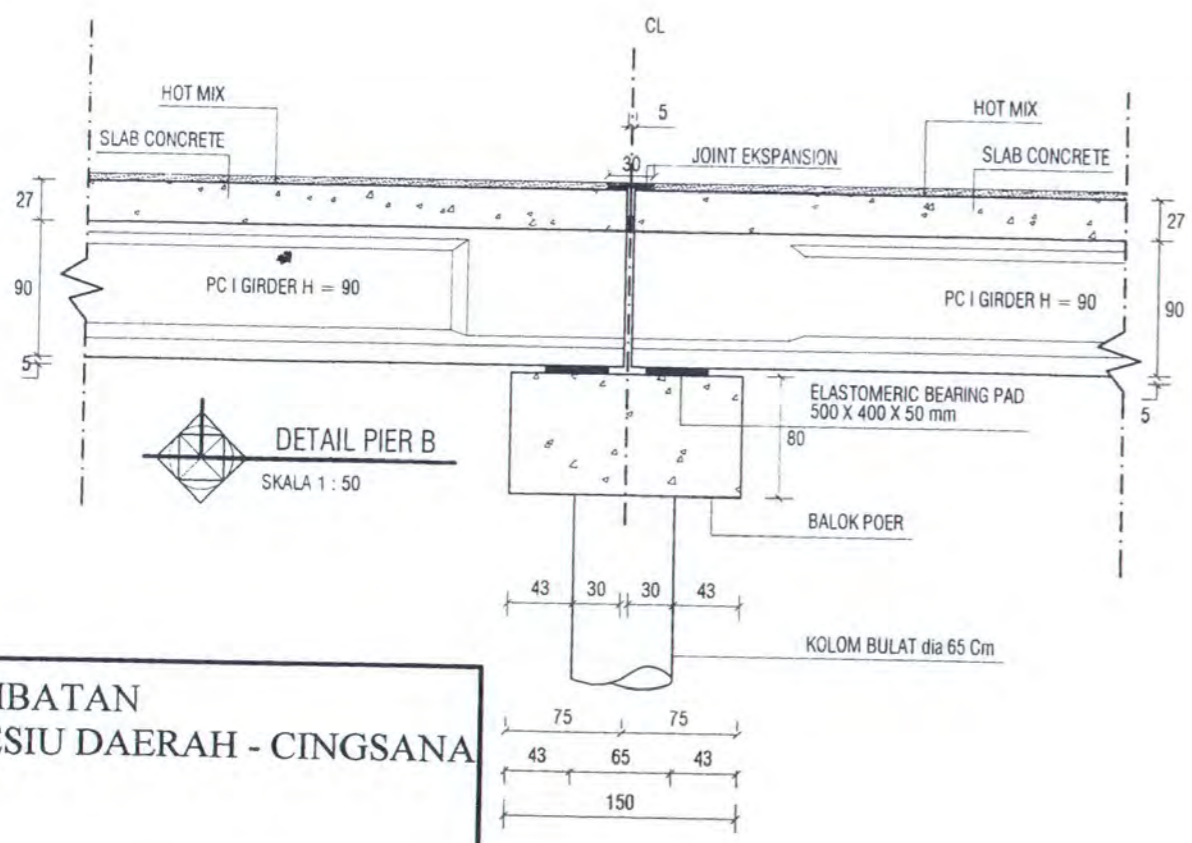 CL
HOT MIX
5
HOT MIX
SLAB CONCRETE
30
JOINT EKSPANSION
SLAB CONCRETE
27
27
90
PC I GIRDER H = 90
PC I GIRDER H = 90
90
5
ELASTOMERIC BEARING PAD
500 X 400 X 50 mm
5
80
DETAIL PIER B
SKALA 1 : 50
BALOK POER
43 30 30 43
KOLOM BULAT dia 65 Cm
75 75
43 65 43
150
IBATAN
SIU DAERAH - CINGSANA